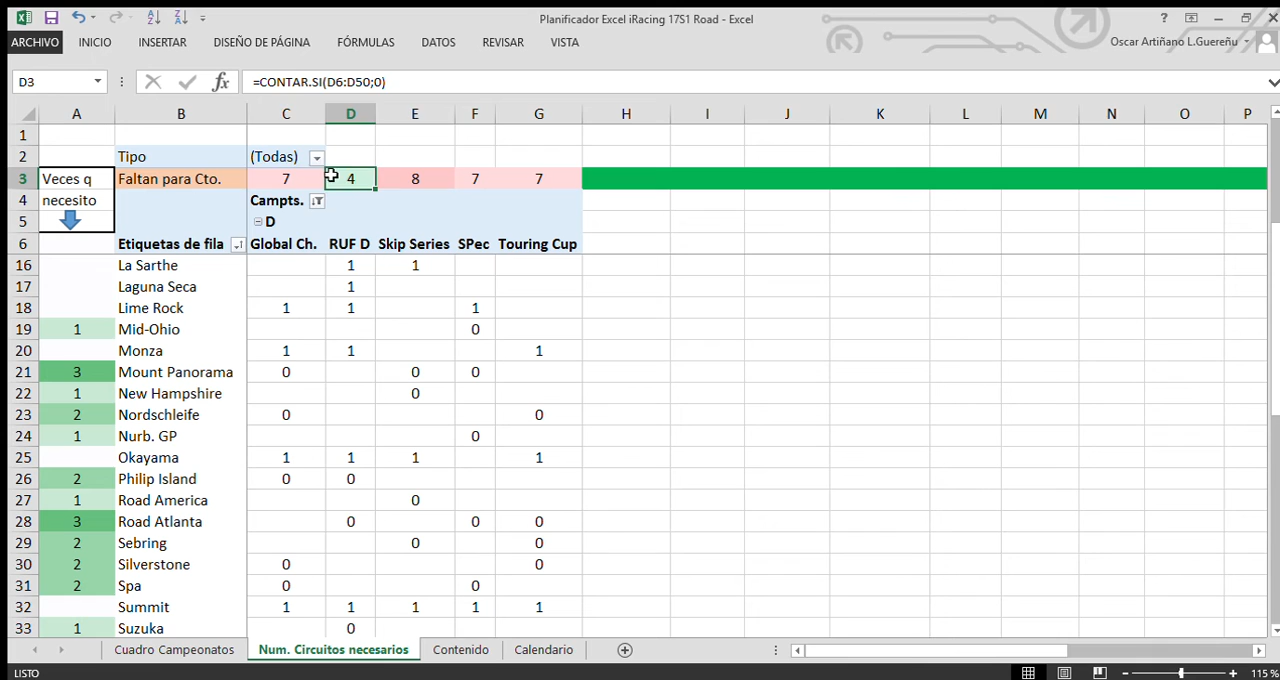 Planificador Excel iRacing 17S1 Road - Excel
ARCHIVO INICIO INSERTAR DISEÑO DE PÁGINA FÓRMULAS DATOS REVISAR VISTA Oscar Artiñano L.Guereñu
D3 fx =CONTAR.SI(D6:D50;0)
A B C D E F G H I J K L M N O P
1
2 Tipo (Todas)
3 Veces q Faltan para Cto. 7 4 8 7 7
4 necesito Campts.
5 D
6 Etiquetas de fila Global Ch. RUF D Skip Series SPec Touring Cup
16 La Sarthe 1 1
17 Laguna Seca 1
18 Lime Rock 1 1 1
19 1 Mid-Ohio 0
20 Monza 1 1 1
21 3 Mount Panorama 0 0 0
22 1 New Hampshire 0
23 2 Nordschleife 0 0
24 1 Nurb. GP 0
25 Okayama 1 1 1 1
26 2 Philip Island 0 0
27 1 Road America 0
28 3 Road Atlanta 0 0 0
29 2 Sebring 0 0
30 2 Silverstone 0 0
31 2 Spa 0 0
32 Summit 1 1 1 1 1
33 1 Suzuka 0
Cuadro Campeonatos Num. Circuitos necesarios Contenido Calendario
LISTO 115 %